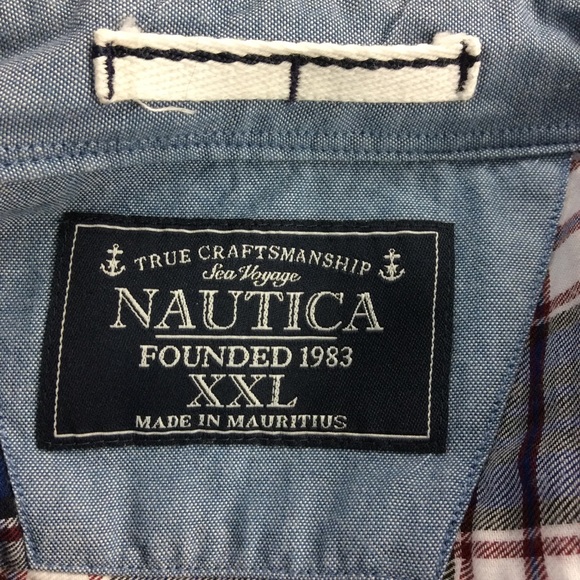 TRUE CRAFTSMANSHIP
Sea Voyage
NAUTICA
FOUNDED 1983
XXL
MADE IN MAURITIUS